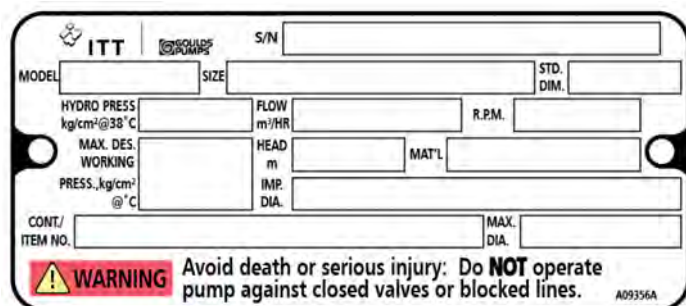 ITT GOULDS PUMPS S/N
MODEL SIZE STD. DIM.
HYDRO PRESS kg/cm²@38˚C FLOW m³/HR R.P.M.
MAX. DES. WORKING PRESS.,kg/cm² @˚C HEAD m MAT'L
IMP. DIA.
CONT./ ITEM NO. MAX. DIA.
WARNING Avoid death or serious injury: Do NOT operate
pump against closed valves or blocked lines.
A09356A